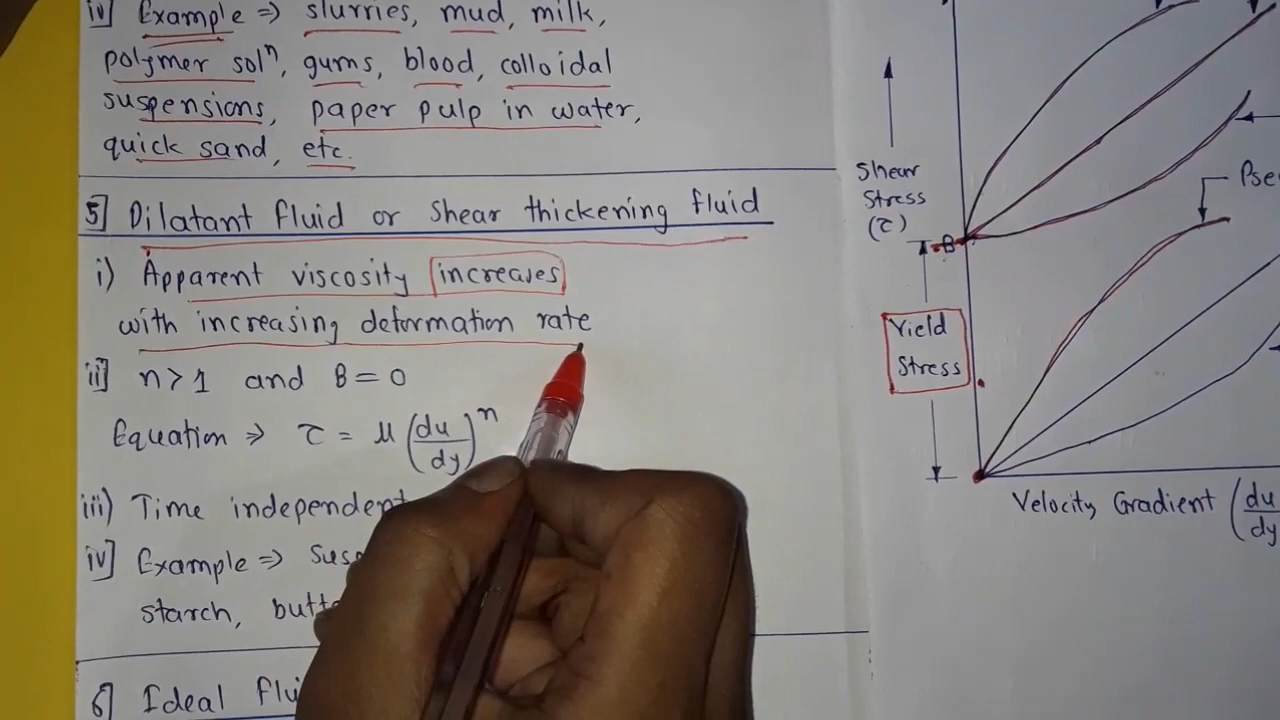 iv) Example => slurries, mud, milk,
polymer solⁿ, gums, blood, colloidal
suspensions, paper pulp in water,
quick sand, etc.
5] Dilatant fluid or Shear thickening fluid
i) Apparent viscosity increases
with increasing deformation rate
ii] n>1 and B=0
Equation => τ = μ(du/dy)ⁿ
iii) Time independent
iv] Example =>
starch,
6] Ideal
Shear
Stress
(τ)
B
Yield
Stress
Velocity Gradient (du/dy